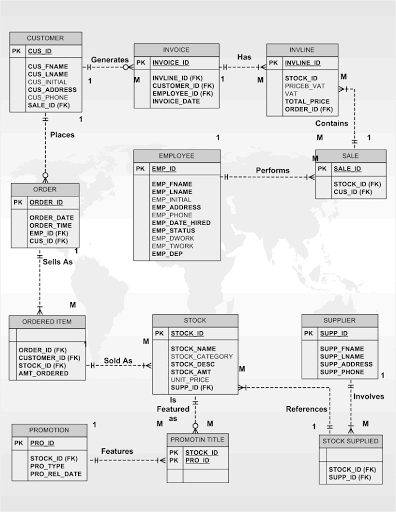 CUSTOMER
PK CUS_ID
CUS_FNAME
CUS_LNAME
CUS_INITIAL
CUS_ADDRESS
CUS_PHONE
SALE_ID (FK)
1
Generates
M
INVOICE
PK INVOICE_ID
INVLINE_ID (FK)
CUSTOMER_ID (FK)
EMPLOYEE_ID (FK)
INVOICE_DATE
1
Has
M
INVLINE
PK INVLINE_ID
STOCK_ID
PRICEB_VAT
VAT
TOTAL_PRICE
ORDER_ID (FK)
M
Contains
1
1
Places
M
ORDER
PK ORDER_ID
ORDER_DATE
ORDER_TIME
EMP_ID (FK)
CUS_ID (FK)
1
EMPLOYEE
PK EMP_ID
EMP_FNAME
EMP_LNAME
EMP_INITIAL
EMP_ADDRESS
EMP_PHONE
EMP_DATE_HIRED
EMP_STATUS
EMP_DWORK
EMP_TWORK
EMP_DEP
Performs
M
SALE
PK SALE_ID
STOCK_ID (FK)
CUS_ID (FK)
1
Sells As
M
ORDERED ITEM
ORDER_ID (FK)
CUSTOMER_ID (FK)
STOCK_ID (FK)
AMT_ORDERED
1
Sold As
M
STOCK
PK STOCK_ID
STOCK_NAME
STOCK_CATEGORY
STOCK_DESC
STOCK_AMT
UNIT_PRICE
SUPP_ID (FK)
M
SUPPLIER
PK SUPP_ID
SUPP_FNAME
SUPP_LNAME
SUPP_ADDRESS
SUPP_PHONE
1
Involves
M
M
Is
Featured
as
M
References
1
PROMOTION
PK PRO_ID
STOCK_ID (FK)
PRO_TYPE
PRO_REL_DATE
1
Features
M
PROMOTIN TITLE
PK STOCK_ID
PK PRO_ID
STOCK SUPPLIED
STOCK_ID (FK)
SUPP_ID (FK)